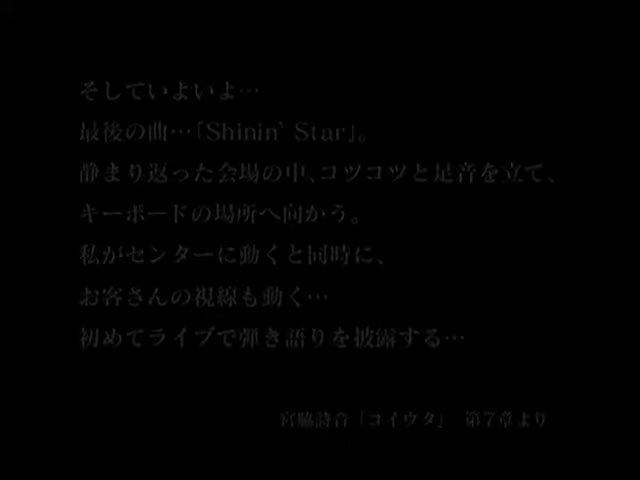 そしていよいよ…
最後の曲…「Shinin` Star」。
静まり返った会場の中、コツコツと足音を立て、
キーボードの場所へ向かう。
私がセンターに動くと同時に、
お客さんの視線も動く…
初めてライブで弾き語りを披露する…
宮脇詩音「コイウタ」 第7章より